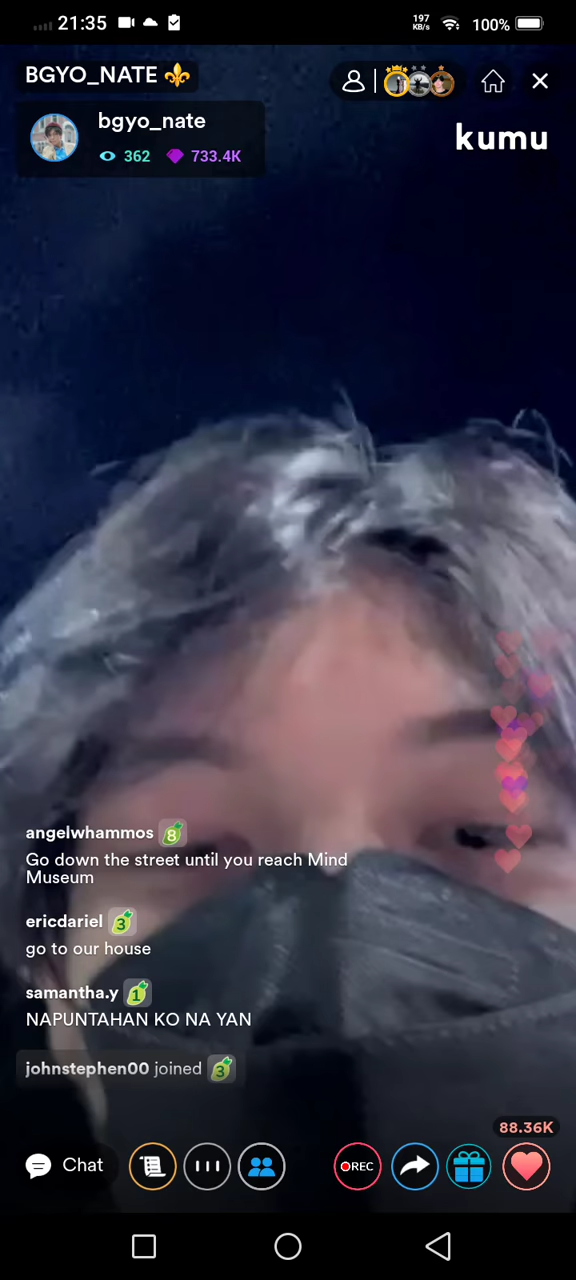 21:35
197
KB/s
100%
BGYO_NATE
bgyo_nate
362
733.4K
kumu
angelwhammos 8
Go down the street until you reach Mind
Museum
ericdariel 3
go to our house
samantha.y 1
NAPUNTAHAN KO NA YAN
johnstephen00 joined 3
88.36K
Chat
REC